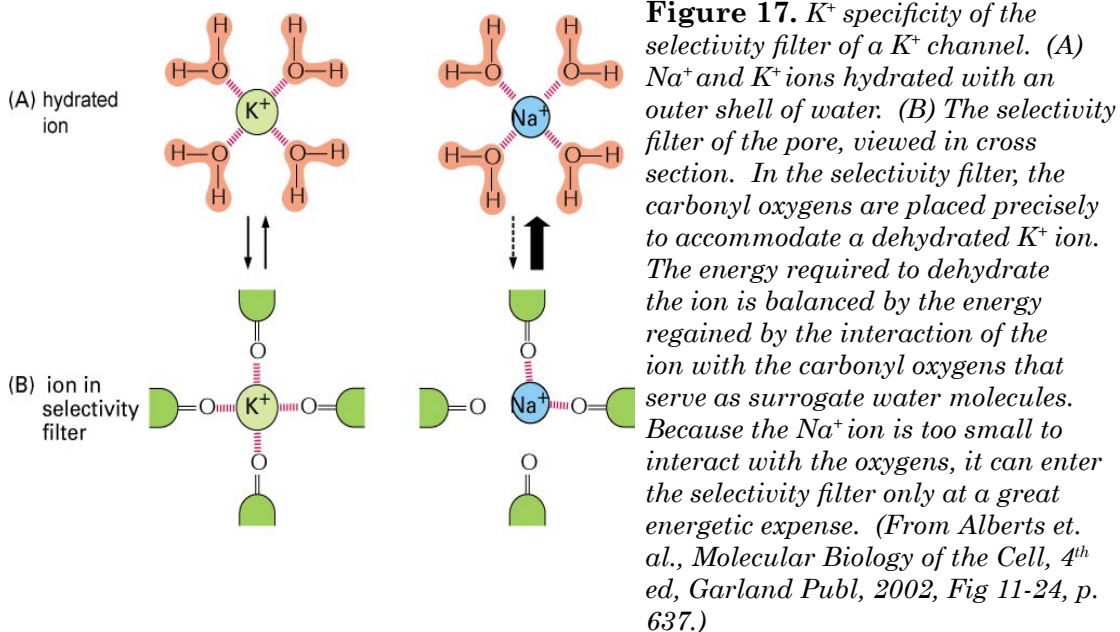 Figure 17. K⁺ specificity of the
selectivity filter of a K⁺ channel. (A)
Na⁺ and K⁺ ions hydrated with an
outer shell of water. (B) The selectivity
filter of the pore, viewed in cross
section. In the selectivity filter, the
carbonyl oxygens are placed precisely
to accommodate a dehydrated K⁺ ion.
The energy required to dehydrate
the ion is balanced by the energy
regained by the interaction of the
ion with the carbonyl oxygens that
serve as surrogate water molecules.
Because the Na⁺ ion is too small to
interact with the oxygens, it can enter
the selectivity filter only at a great
energetic expense. (From Alberts et.
al., Molecular Biology of the Cell, 4ᵗʰ
ed, Garland Publ, 2002, Fig 11-24, p.
637.)
(A) hydrated
ion
H H H H
H O O H H O O H
K⁺ Na⁺
H O O H H O O H
H H H H
(B) ion in
selectivity
filter
O O
O K⁺ O O Na⁺ O
O O